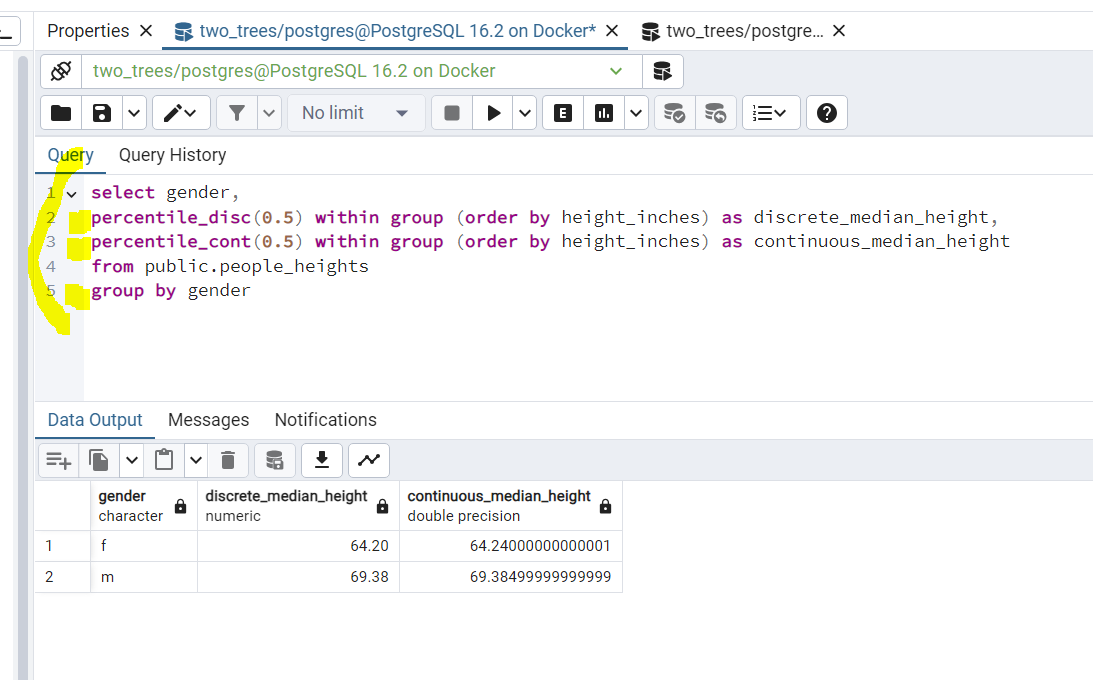 Properties
two_trees/postgres@PostgreSQL 16.2 on Docker*
two_trees/postgre...
two_trees/postgres@PostgreSQL 16.2 on Docker
No limit
E
Query Query History
1 select gender,
2 percentile_disc(0.5) within group (order by height_inches) as discrete_median_height,
3 percentile_cont(0.5) within group (order by height_inches) as continuous_median_height
4 from public.people_heights
5 group by gender
Data Output Messages Notifications
gender discrete_median_height continuous_median_height
character numeric double precision
1 f 64.20 64.24000000000001
2 m 69.38 69.38499999999999